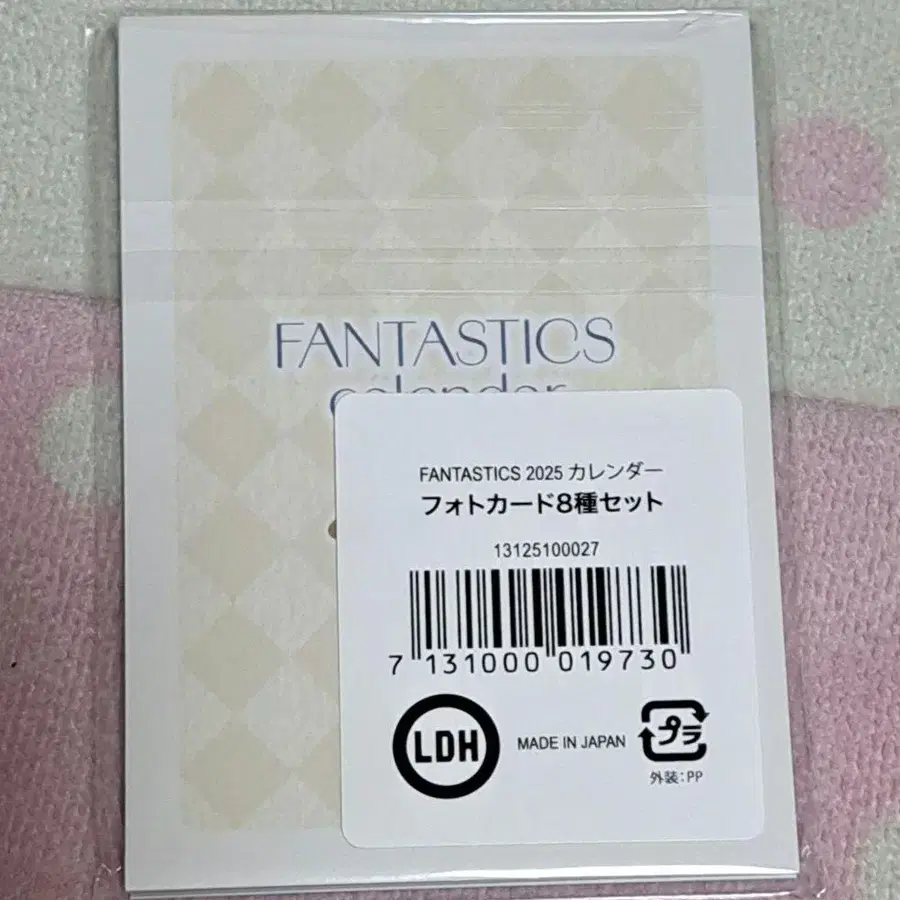 FANTASTICS
calendar
FANTASTICS 2025 カレンダー
フォトカード8種セット
13125100027
7 131000 019730
LDH
MADE IN JAPAN
プラ
外装:PP